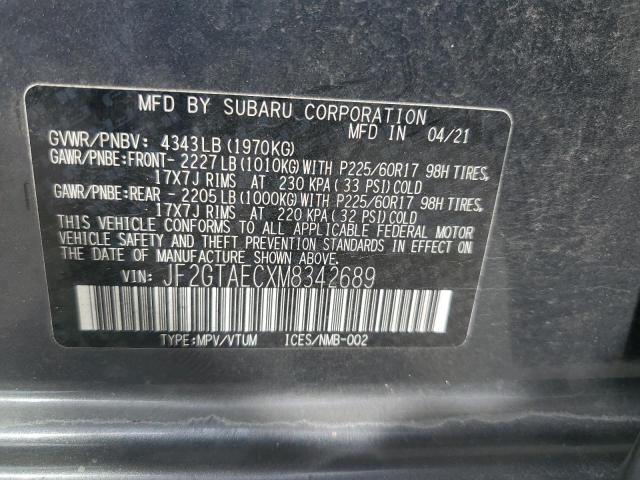 MFD BY SUBARU CORPORATION
MFD IN 04/21
GVWR/PNBV: 4343LB (1970KG)
GAWR/PNBE:FRONT- 2227 LB (1010KG) WITH P225/60R17 98H TIRES,
17X7J RIMS AT 230 KPA (33 PSI) COLD
GAWR/PNBE:REAR - 2205 LB (1000KG) WITH P225/60R17 98H TIRES,
17X7J RIMS AT 220 KPA (32 PSI) COLD
THIS VEHICLE CONFORMS TO ALL APPLICABLE FEDERAL MOTOR
VEHICLE SAFETY AND THEFT PREVENTION STANDARDS IN EFFECT ON
THE DATE OF MANUFACTURE SHOWN ABOVE.
VIN: JF2GTAECXM8342689
TYPE:MPV/VTUM ICES/NMB-002